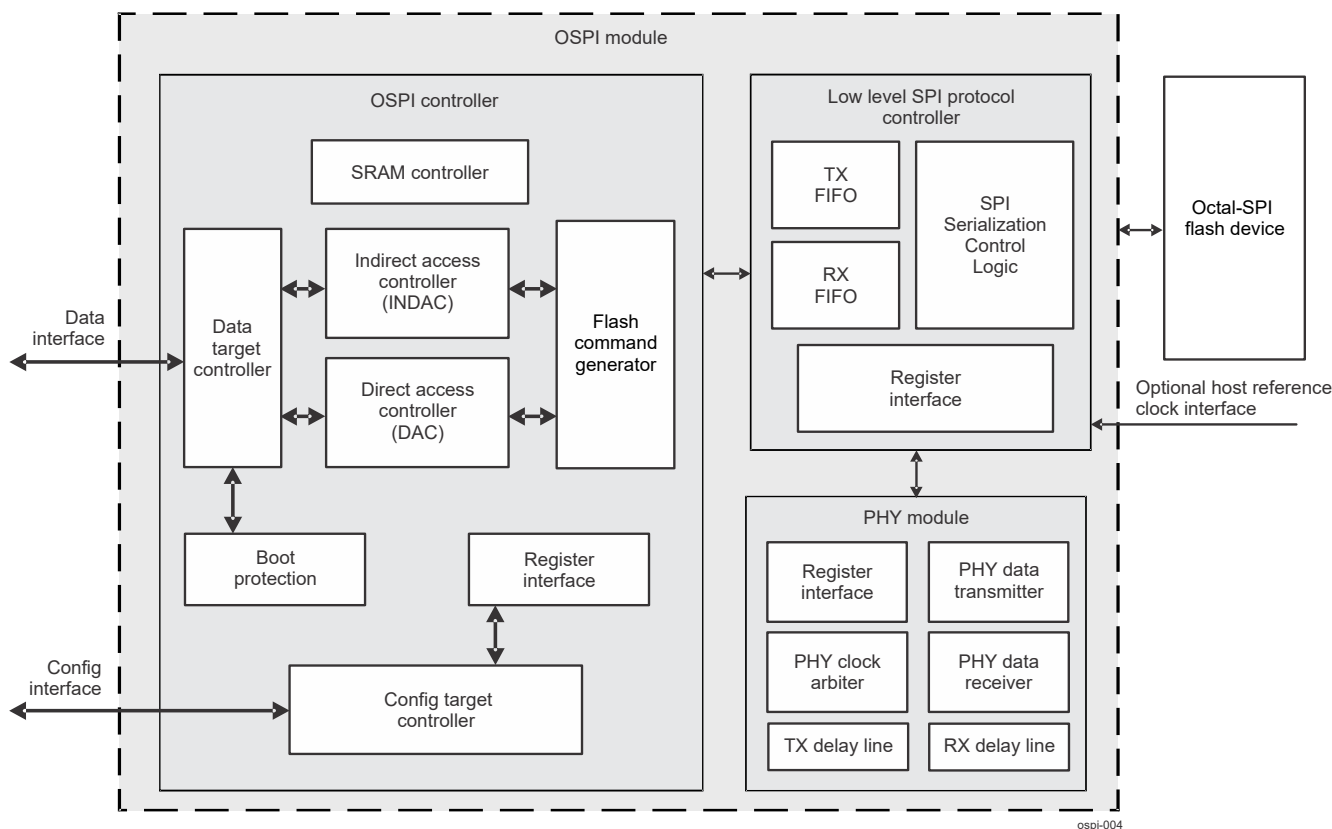 OSPI module
OSPI controller
SRAM controller
Data
interface
Data
target
controller
Indirect access
controller
(INDAC)
Direct access
controller
(DAC)
Flash
command
generator
Boot
protection
Register
interface
Config
interface
Config target
controller
Low level SPI protocol
controller
TX
FIFO
RX
FIFO
SPI
Serialization
Control
Logic
Register
interface
Octal-SPI
flash device
Optional host reference
clock interface
PHY module
Register
interface
PHY data
transmitter
PHY clock
arbiter
PHY data
receiver
TX delay line
RX delay line
ospi-004